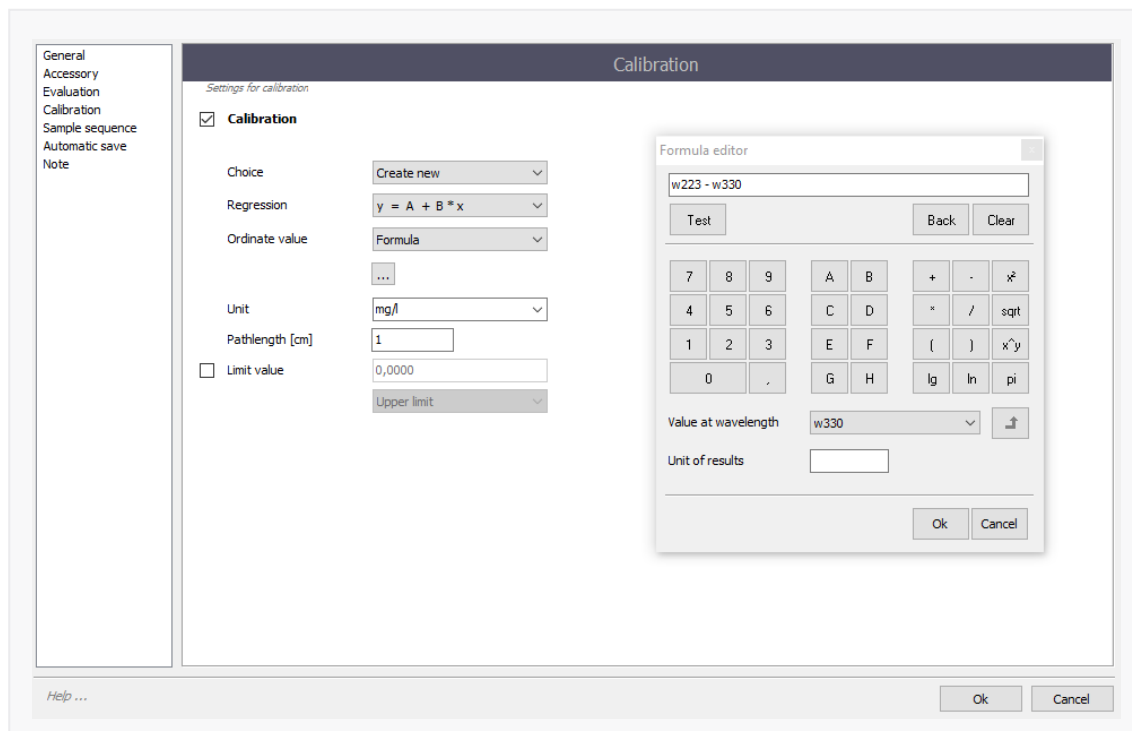 General
Accessory
Evaluation
Calibration
Sample sequence
Automatic save
Note
Calibration
Settings for calibration
Calibration
Choice Create new
Regression y = A + B * x
Ordinate value Formula
...
Unit mg/l
Pathlength [cm] 1
Limit value 0,0000
Upper limit
Formula editor
w223 - w330
Test Back Clear
7 8 9 A B + - x²
4 5 6 C D * / sqrt
1 2 3 E F ( ) x^y
0 , G H lg ln pi
Value at wavelength w330
Unit of results
Ok Cancel
Help ...
Ok Cancel